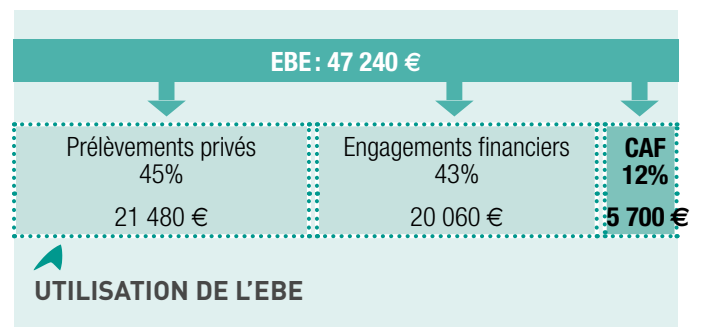 EBE : 47 240 €
Prélèvements privés
45%
21 480 €
Engagements financiers
43%
20 060 €
CAF
12%
5 700 €
UTILISATION DE L'EBE